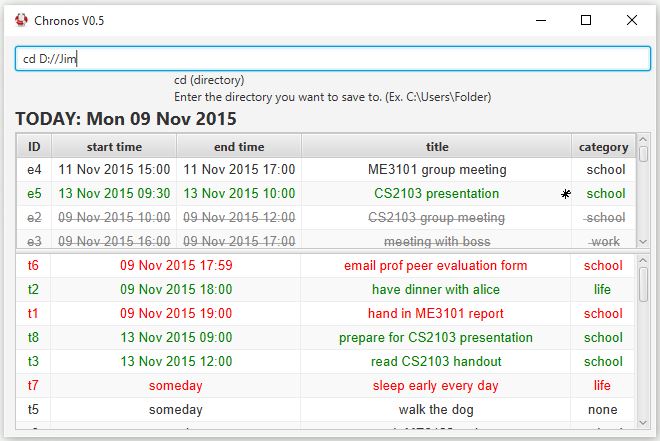 Chronos V0.5
cd D://Jim
cd (directory)
Enter the directory you want to save to. (Ex. C:\Users\Folder)
TODAY: Mon 09 Nov 2015
ID start time end time title category
e4 11 Nov 2015 15:00 11 Nov 2015 17:00 ME3101 group meeting school
e5 13 Nov 2015 09:30 13 Nov 2015 10:00 CS2103 presentation * school
e2 09 Nov 2015 10:00 09 Nov 2015 12:00 CS2103 group meeting school
e3 09 Nov 2015 16:00 09 Nov 2015 17:00 meeting with boss work
t6 09 Nov 2015 17:59 email prof peer evaluation form school
t2 09 Nov 2015 18:00 have dinner with alice life
t1 09 Nov 2015 19:00 hand in ME3101 report school
t8 13 Nov 2015 09:00 prepare for CS2103 presentation school
t3 13 Nov 2015 12:00 read CS2103 handout school
t7 someday sleep early every day life
t5 someday walk the dog none